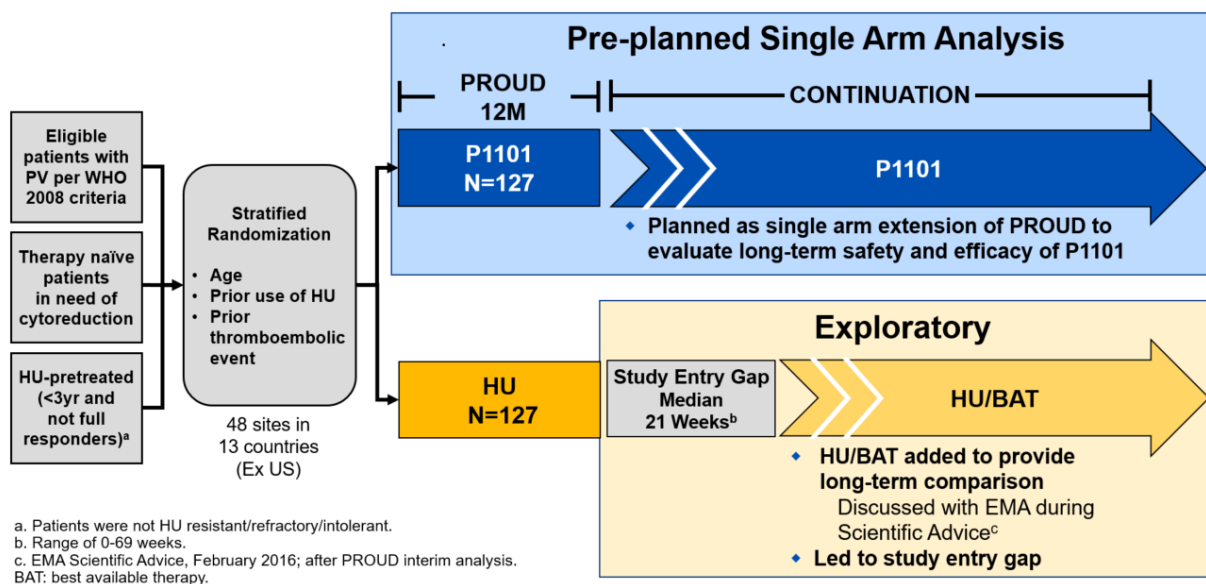 Pre-planned Single Arm Analysis
PROUD
12M
CONTINUATION
Eligible
patients with
PV per WHO
2008 criteria
Therapy naïve
patients
in need of
cytoreduction
HU-pretreated
(<3yr and
not full
responders)ᵃ
Stratified
Randomization
• Age
• Prior use of HU
• Prior
thromboembolic
event
48 sites in
13 countries
(Ex US)
P1101
N=127
P1101
◆ Planned as single arm extension of PROUD to
evaluate long-term safety and efficacy of P1101
Exploratory
HU
N=127
Study Entry Gap
Median
21 Weeksᵇ
HU/BAT
◆ HU/BAT added to provide
long-term comparison
Discussed with EMA during
Scientific Adviceᶜ
◆ Led to study entry gap
a. Patients were not HU resistant/refractory/intolerant.
b. Range of 0-69 weeks.
c. EMA Scientific Advice, February 2016; after PROUD interim analysis.
BAT: best available therapy.